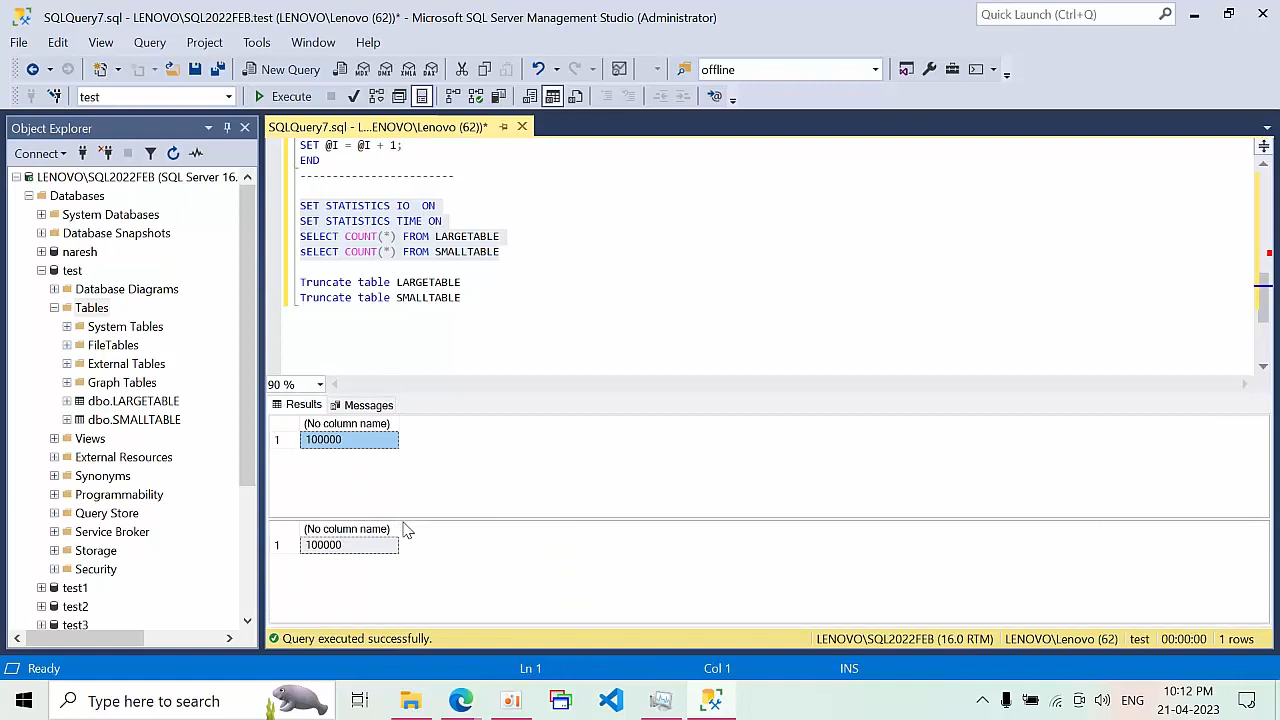 SQLQuery7.sql - LENOVO\SQL2022FEB.test (LENOVO\Lenovo (62))* - Microsoft SQL Server Management Studio (Administrator)
Quick Launch (Ctrl+Q)
File Edit View Query Project Tools Window Help
New Query
MDX DMX XMLA DAX
offline
test
Execute
Object Explorer
SQLQuery7.sql - L...ENOVO\Lenovo (62))*
Connect
LENOVO\SQL2022FEB (SQL Server 16.
Databases
System Databases
Database Snapshots
naresh
test
Database Diagrams
Tables
System Tables
FileTables
External Tables
Graph Tables
dbo.LARGETABLE
dbo.SMALLTABLE
Views
External Resources
Synonyms
Programmability
Query Store
Service Broker
Storage
Security
test1
test2
test3
SET @I = @I + 1;
END
------------------------
SET STATISTICS IO  ON
SET STATISTICS TIME ON
SELECT COUNT(*) FROM LARGETABLE
sELECT COUNT(*) FROM SMALLTABLE
Truncate table LARGETABLE
Truncate table SMALLTABLE
90 %
Results Messages
(No column name)
1 100000
(No column name)
1 100000
Query executed successfully.
LENOVO\SQL2022FEB (16.0 RTM) LENOVO\Lenovo (62) test 00:00:00 1 rows
Ready Ln 1 Col 1 INS
Type here to search
ENG
10:12 PM
21-04-2023